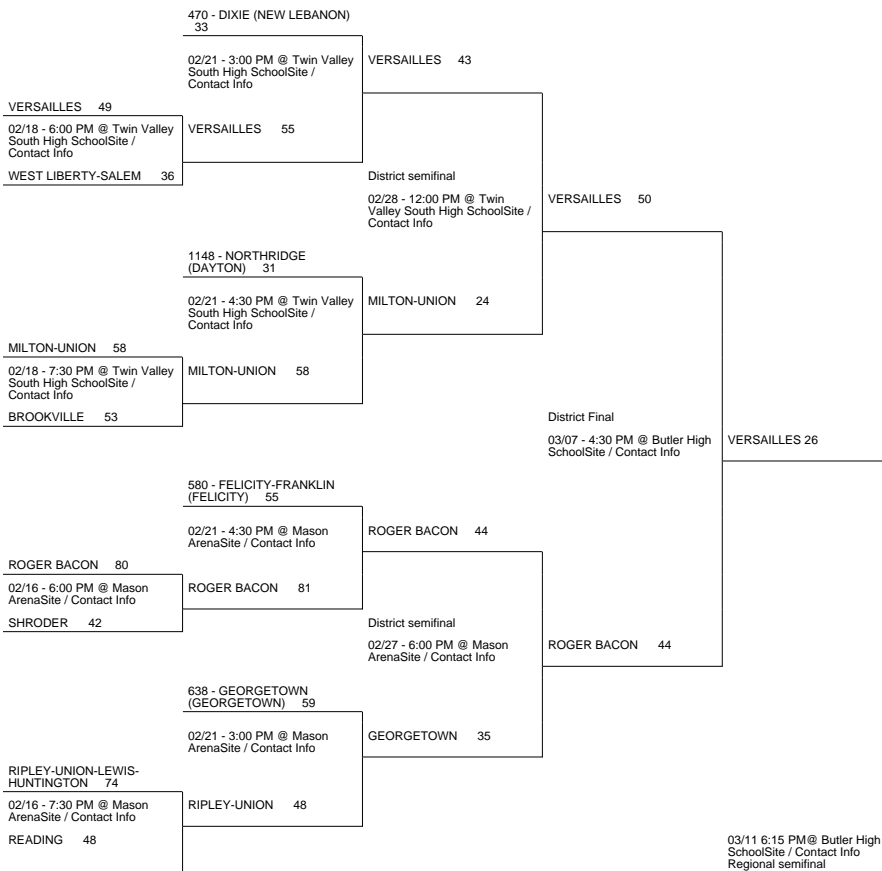 470 - DIXIE (NEW LEBANON)
33
02/21 - 3:00 PM @ Twin Valley
South High SchoolSite /
Contact Info
VERSAILLES 43
VERSAILLES 49
02/18 - 6:00 PM @ Twin Valley
South High SchoolSite /
Contact Info
VERSAILLES 55
WEST LIBERTY-SALEM 36
District semifinal
02/28 - 12:00 PM @ Twin
Valley South High SchoolSite /
Contact Info
VERSAILLES 50
1148 - NORTHRIDGE
(DAYTON) 31
02/21 - 4:30 PM @ Twin Valley
South High SchoolSite /
Contact Info
MILTON-UNION 24
MILTON-UNION 58
02/18 - 7:30 PM @ Twin Valley
South High SchoolSite /
Contact Info
MILTON-UNION 58
BROOKVILLE 53
District Final
03/07 - 4:30 PM @ Butler High
SchoolSite / Contact Info
VERSAILLES 26
580 - FELICITY-FRANKLIN
(FELICITY) 55
02/21 - 4:30 PM @ Mason
ArenaSite / Contact Info
ROGER BACON 44
ROGER BACON 80
02/16 - 6:00 PM @ Mason
ArenaSite / Contact Info
ROGER BACON 81
SHRODER 42
District semifinal
02/27 - 6:00 PM @ Mason
ArenaSite / Contact Info
ROGER BACON 44
638 - GEORGETOWN
(GEORGETOWN) 59
02/21 - 3:00 PM @ Mason
ArenaSite / Contact Info
GEORGETOWN 35
RIPLEY-UNION-LEWIS-
HUNTINGTON 74
02/16 - 7:30 PM @ Mason
ArenaSite / Contact Info
RIPLEY-UNION 48
READING 48
03/11 6:15 PM@ Butler High
SchoolSite / Contact Info
Regional semifinal